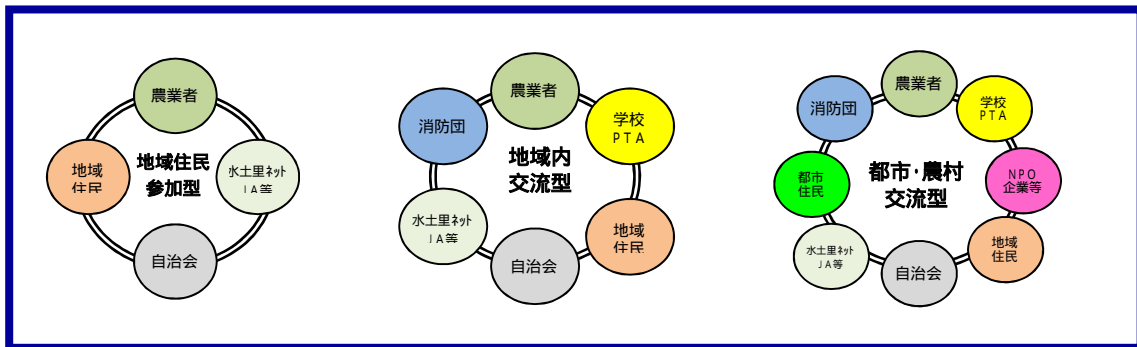 農業者
地域
住民
地域住民
参加型
水土里ネット
JA等
自治会
農業者
消防団
学校
PTA
地域内
交流型
水土里ネット
JA等
地域
住民
自治会
農業者
消防団
学校
PTA
都市
住民
都市・農村
交流型
NPO
企業等
水土里ネット
JA等
地域
住民
自治会